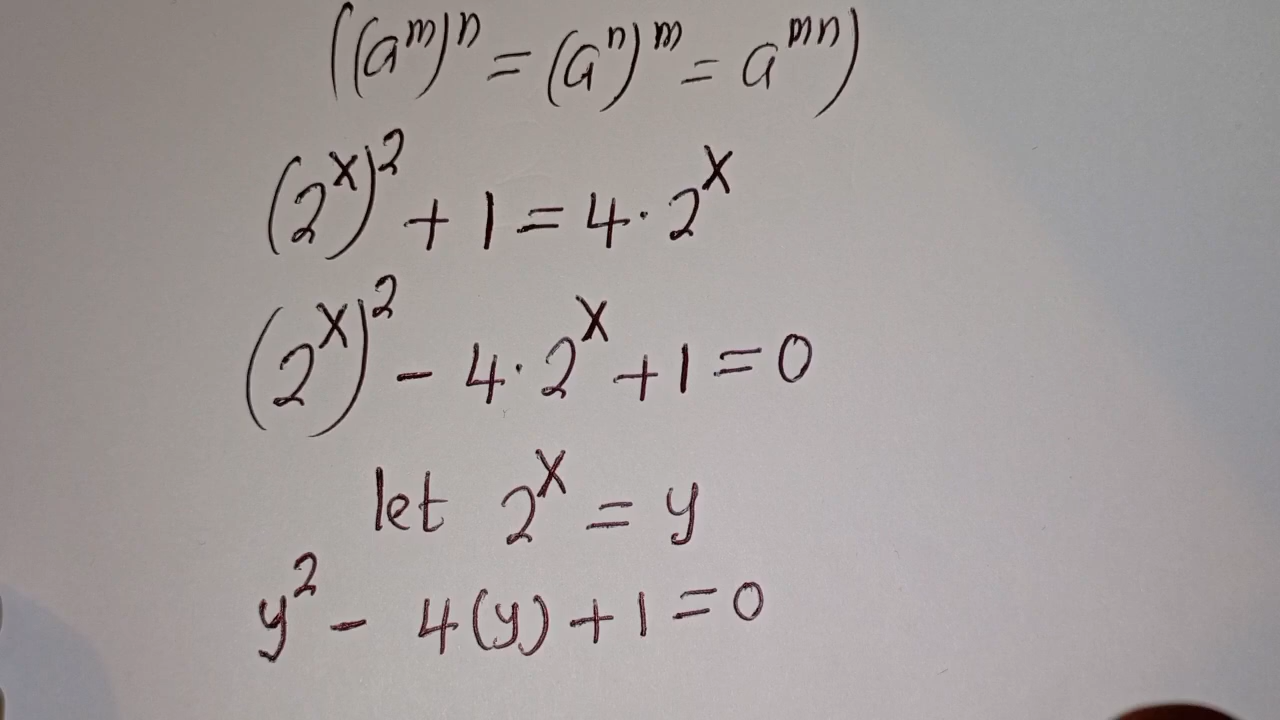 ((a^m)^n = (a^n)^m = a^{mn})
(2^x)^2 + 1 = 4 · 2^x
(2^x)^2 - 4 · 2^x + 1 = 0
let 2^x = y
y^2 - 4(y) + 1 = 0